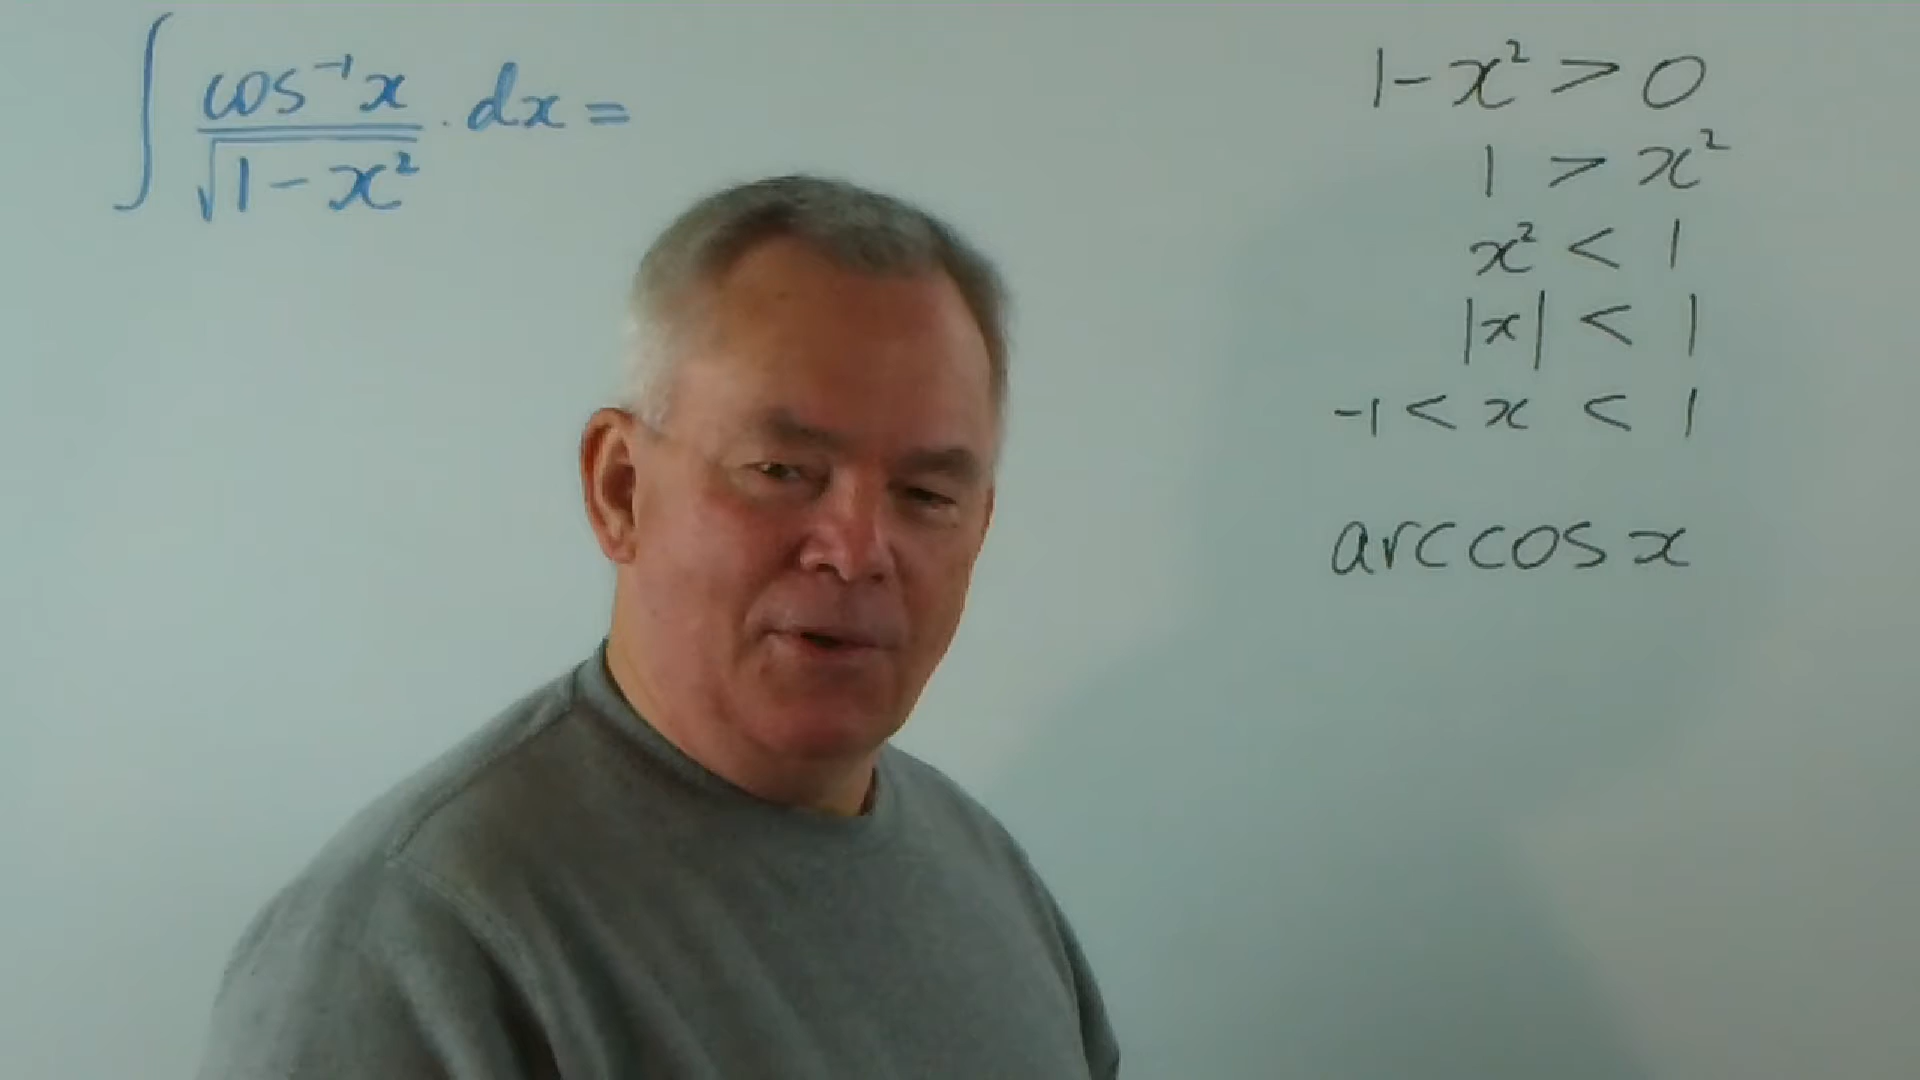 ∫ cos⁻¹x / √(1-x²) . dx =
1-x² > 0
1 > x²
x² < 1
|x| < 1
-1 < x < 1
arccos x